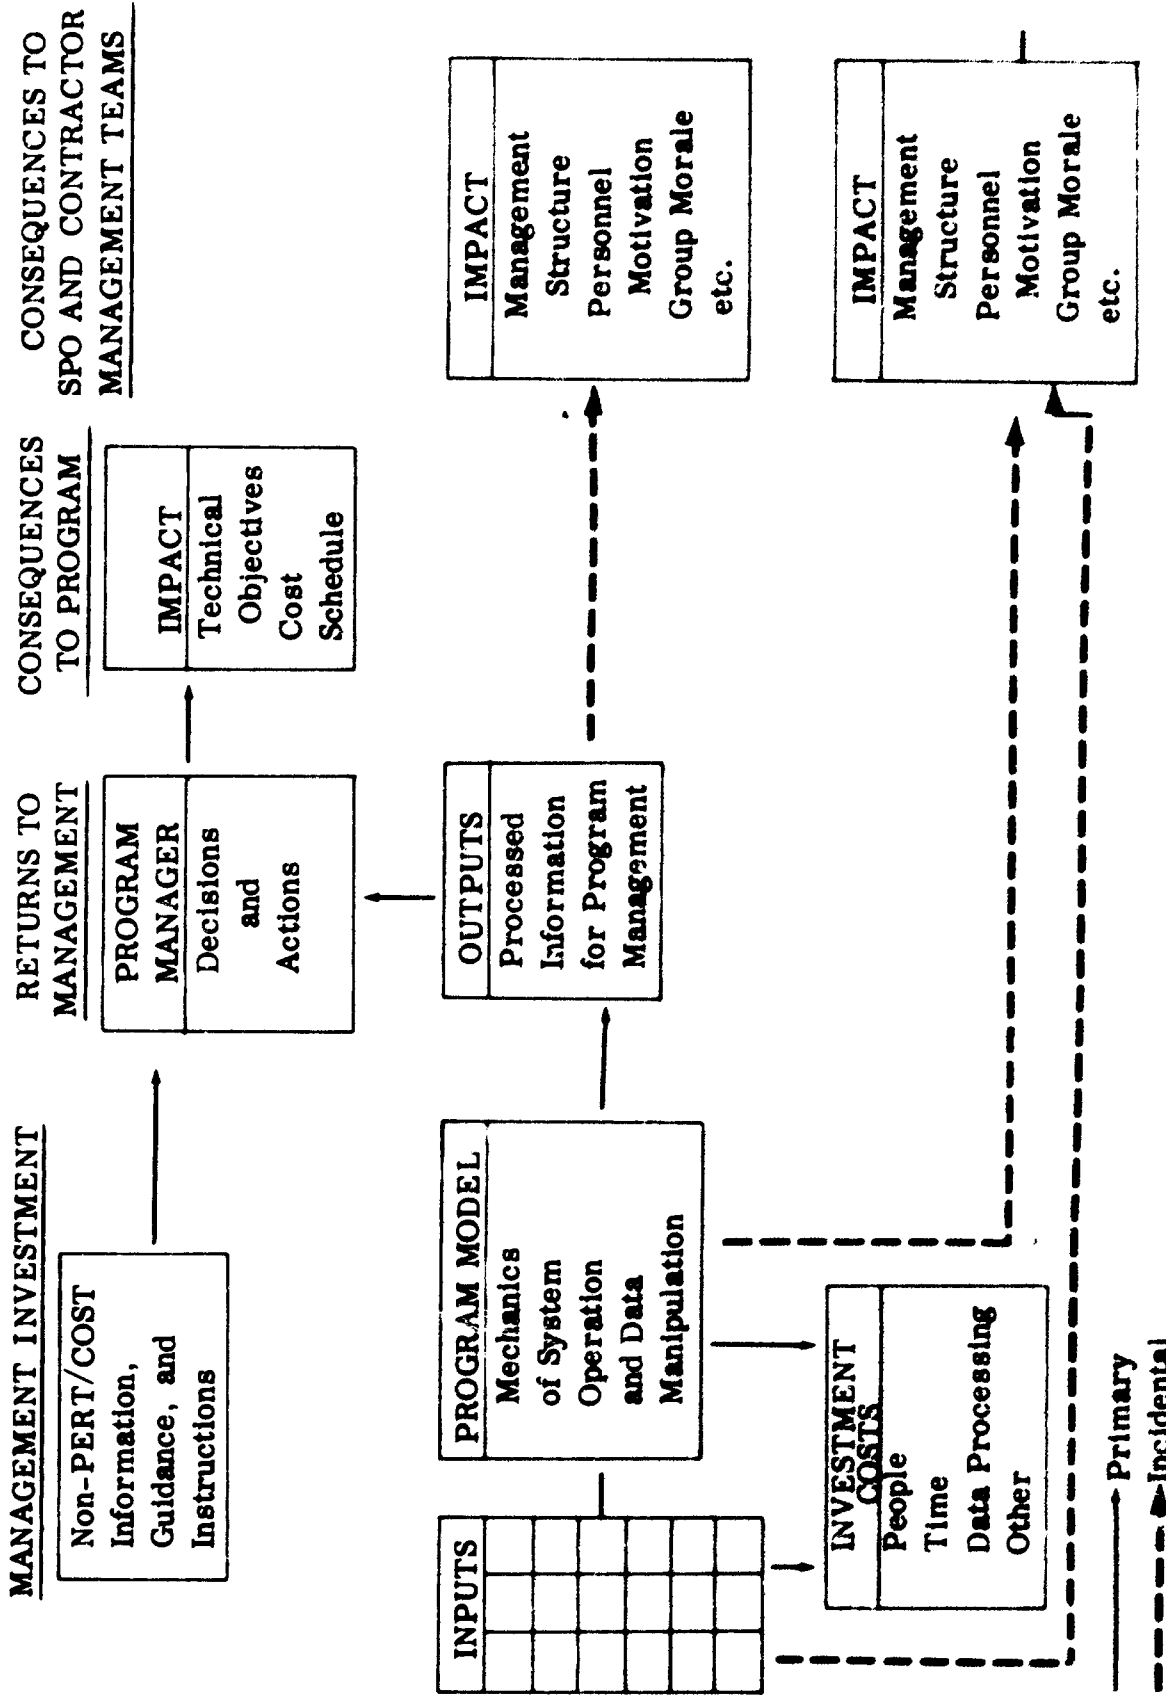 MANAGEMENT INVESTMENT
RETURNS TO
MANAGEMENT
CONSEQUENCES
TO PROGRAM
CONSEQUENCES TO
SPO AND CONTRACTOR
MANAGEMENT TEAMS
Non-PERT/COST
Information,
Guidance, and
Instructions
PROGRAM
MANAGER
Decisions
and
Actions
IMPACT
Technical
Objectives
Cost
Schedule
INPUTS
PROGRAM MODEL
Mechanics
of System
Operation
and Data
Manipulation
OUTPUTS
Processed
Information
for Program
Management
IMPACT
Management
Structure
Personnel
Motivation
Group Morale
etc.
INVESTMENT
COSTS
People
Time
Data Processing
Other
IMPACT
Management
Structure
Personnel
Motivation
Group Morale
etc.
Primary
Incidental